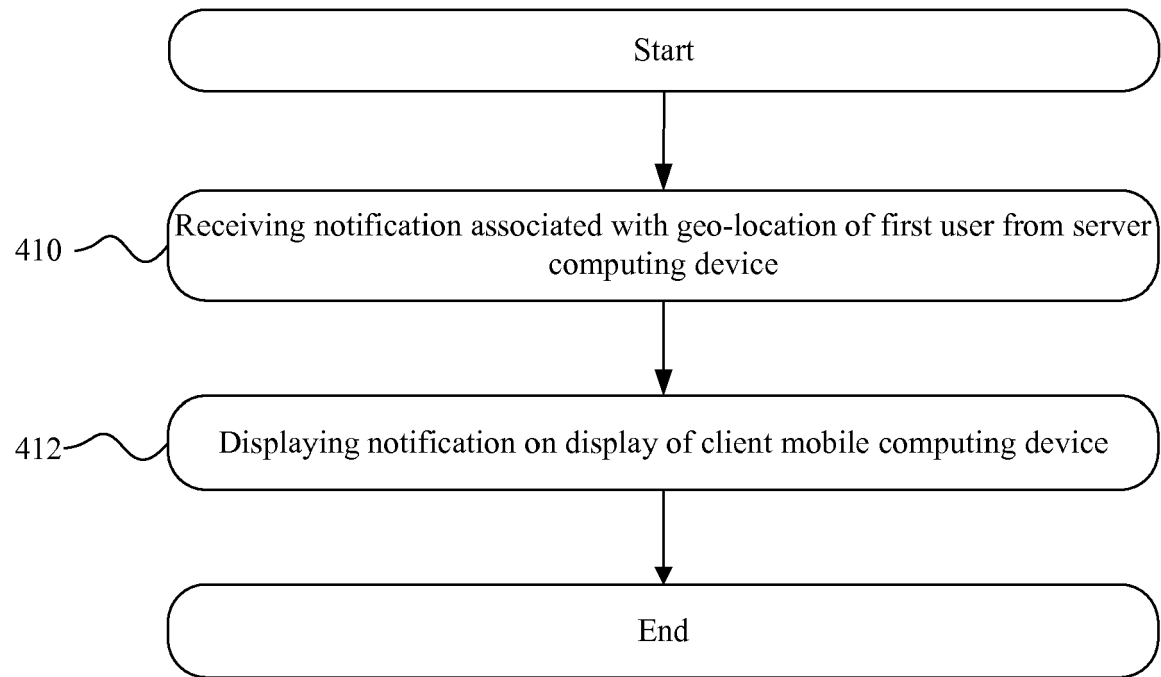 Start
410
Receiving notification associated with geo-location of first user from server
computing device
412
Displaying notification on display of client mobile computing device
End